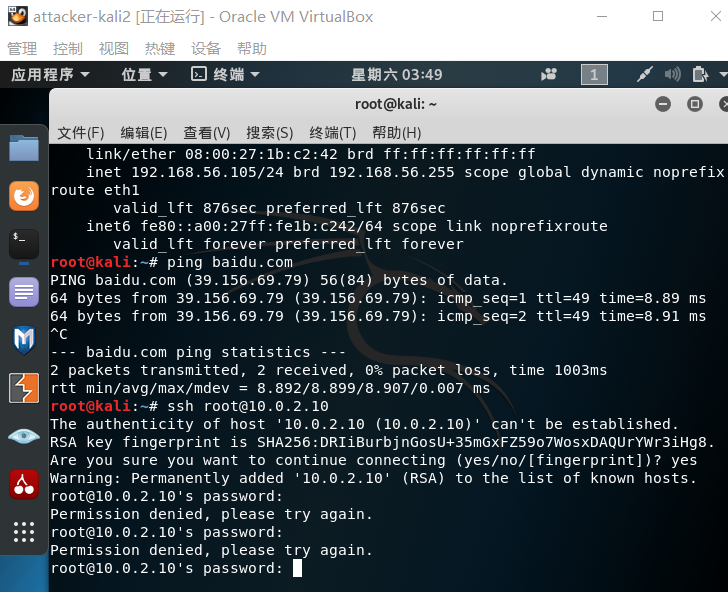 attacker-kali2 [正在运行] - Oracle VM VirtualBox
管理 控制 视图 热键 设备 帮助
应用程序 位置 终端 星期六 03:49 1
root@kali: ~
文件(F) 编辑(E) 查看(V) 搜索(S) 终端(T) 帮助(H)
link/ether 08:00:27:1b:c2:42 brd ff:ff:ff:ff:ff:ff
inet 192.168.56.105/24 brd 192.168.56.255 scope global dynamic noprefix
route eth1
valid_lft 876sec preferred_lft 876sec
inet6 fe80::a00:27ff:fe1b:c242/64 scope link noprefixroute
valid_lft forever preferred_lft forever
root@kali:~# ping baidu.com
PING baidu.com (39.156.69.79) 56(84) bytes of data.
64 bytes from 39.156.69.79 (39.156.69.79): icmp_seq=1 ttl=49 time=8.89 ms
64 bytes from 39.156.69.79 (39.156.69.79): icmp_seq=2 ttl=49 time=8.91 ms
^C
--- baidu.com ping statistics ---
2 packets transmitted, 2 received, 0% packet loss, time 1003ms
rtt min/avg/max/mdev = 8.892/8.899/8.907/0.007 ms
root@kali:~# ssh root@10.0.2.10
The authenticity of host '10.0.2.10 (10.0.2.10)' can't be established.
RSA key fingerprint is SHA256:DRIiBurbjnGosU+35mGxFZ59o7WosxDAQUrYWr3iHg8.
Are you sure you want to continue connecting (yes/no/[fingerprint])? yes
Warning: Permanently added '10.0.2.10' (RSA) to the list of known hosts.
root@10.0.2.10's password:
Permission denied, please try again.
root@10.0.2.10's password:
Permission denied, please try again.
root@10.0.2.10's password: